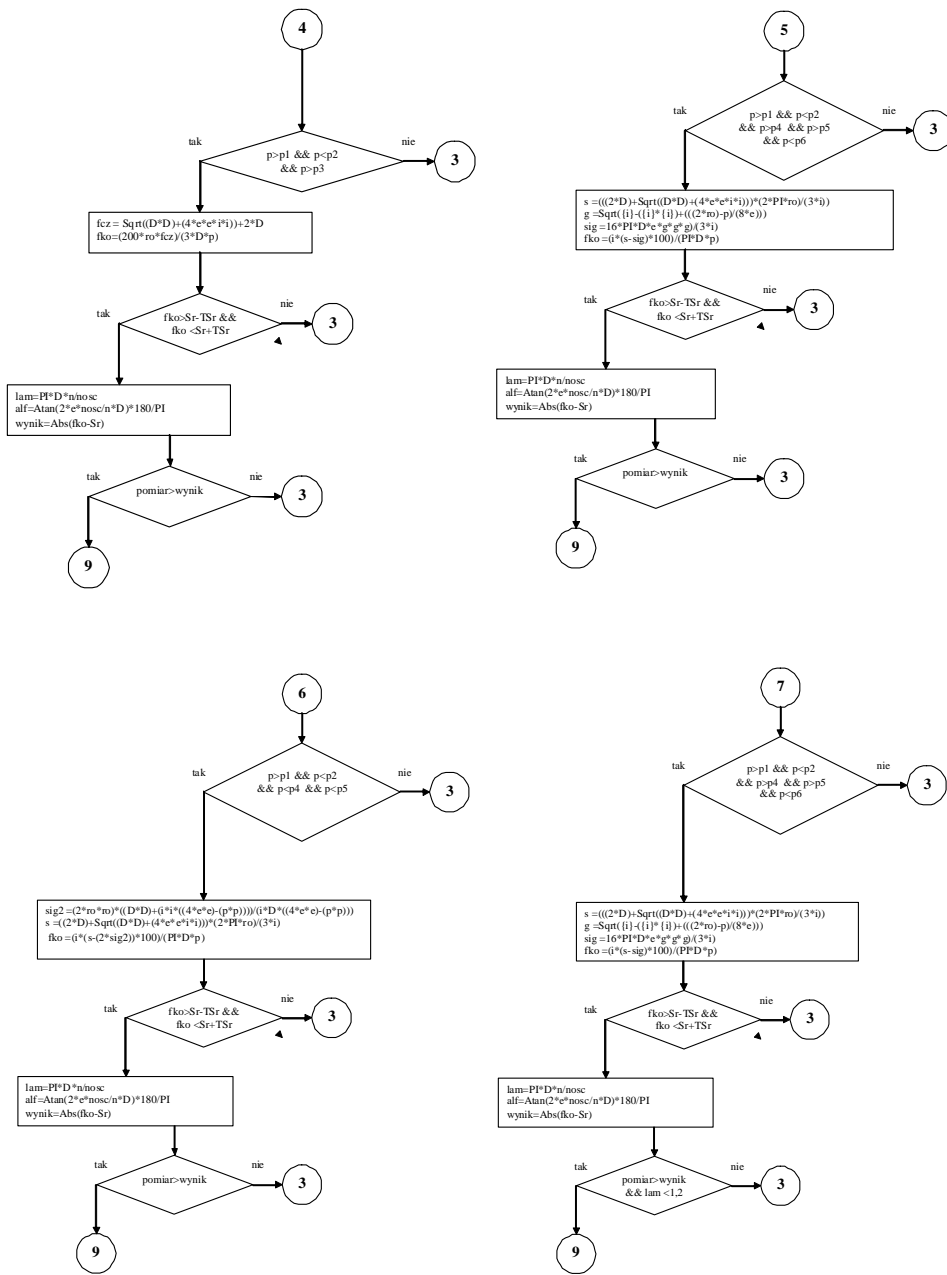 4
tak
p>p1 && p<p2
&& p>p3
nie
3
fcz = Sqrt((D*D)+(4*e*e*i*i))+2*D
fko=(200*ro*fcz)/(3*D*p)
tak
fko>Sr-TSr &&
fko <Sr+TSr
nie
3
lam=PI*D*n/nosc
alf=Atan(2*e*nosc/n*D)*180/PI
wynik=Abs(fko-Sr)
tak
pomiar>wynik
nie
3
9
5
tak
p>p1 && p<p2
&& p>p4 && p>p5
&& p<p6
nie
3
s =(((2*D)+Sqrt((D*D)+(4*e*e*i*i)))*(2*PI*ro)/(3*i))
g =Sqrt({i}-({i}*{i})+(((2*ro)-p)/(8*e)))
sig =16*PI*D*e*g*g*g)/(3*i)
fko =(i*(s-sig)*100)/(PI*D*p)
tak
fko>Sr-TSr &&
fko <Sr+TSr
nie
3
lam=PI*D*n/nosc
alf=Atan(2*e*nosc/n*D)*180/PI
wynik=Abs(fko-Sr)
tak
pomiar>wynik
nie
3
9
6
tak
p>p1 && p<p2
&& p<p4 && p<p5
nie
3
sig2 =(2*ro*ro)*((D*D)+(i*i*((4*e*e)-(p*p))))/(i*D*((4*e*e)-(p*p)))
s =((2*D)+Sqrt((D*D)+(4*e*e*i*i)))*(2*PI*ro)/(3*i)
fko =(i*(s-(2*sig2))*100)/(PI*D*p)
tak
fko>Sr-TSr &&
fko <Sr+TSr
nie
3
lam=PI*D*n/nosc
alf=Atan(2*e*nosc/n*D)*180/PI
wynik=Abs(fko-Sr)
tak
pomiar>wynik
nie
3
9
7
tak
p>p1 && p<p2
&& p>p4 && p>p5
&& p<p6
nie
3
s =(((2*D)+Sqrt((D*D)+(4*e*e*i*i)))*(2*PI*ro)/(3*i))
g =Sqrt({i}-({i}*{i})+(((2*ro)-p)/(8*e)))
sig =16*PI*D*e*g*g*g)/(3*i)
fko =(i*(s-sig)*100)/(PI*D*p)
tak
fko>Sr-TSr &&
fko <Sr+TSr
nie
3
lam=PI*D*n/nosc
alf=Atan(2*e*nosc/n*D)*180/PI
wynik=Abs(fko-Sr)
tak
pomiar>wynik
&& lam <1,2
nie
3
9